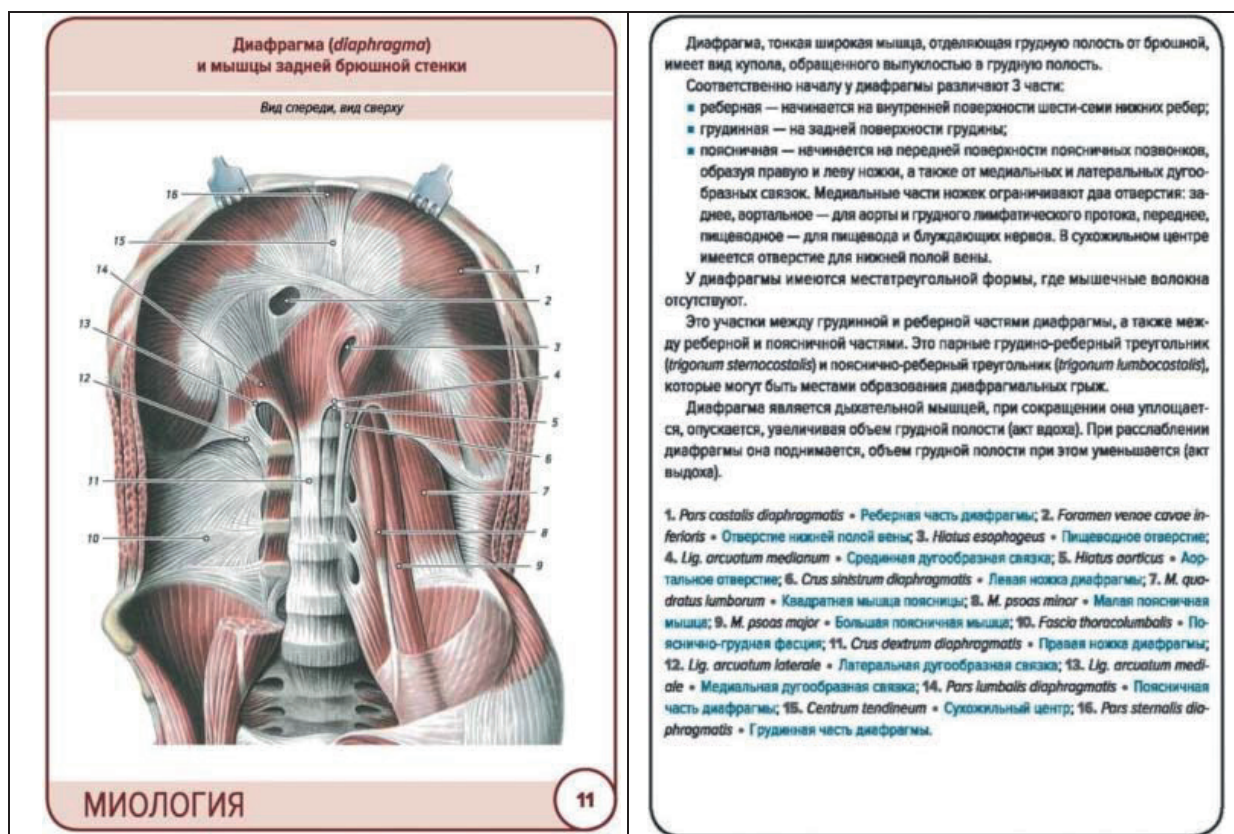 Диафрагма (diaphragma)
и мышцы задней брюшной стенки
Вид спереди, вид сверху
16
15
14
13
12
11
10
1
2
3
4
5
6
7
8
9
МИОЛОГИЯ
11
Диафрагма, тонкая широкая мышца, отделяющая грудную полость от брюшной,
имеет вид купола, обращенного выпуклостью в грудную полость.
Соответственно началу у диафрагмы различают 3 части:
▪ реберная — начинается на внутренней поверхности шести-семи нижних ребер;
▪ грудинная — на задней поверхности грудины;
▪ поясничная — начинается на передней поверхности поясничных позвонков,
образуя правую и леву ножки, а также от медиальных и латеральных дугоо-
бразных связок. Медиальные части ножек ограничивают два отверстия: за-
днее, аортальное — для аорты и грудного лимфатического протока, переднее,
пищеводное — для пищевода и блуждающих нервов. В сухожильном центре
имеется отверстие для нижней полой вены.
У диафрагмы имеются местатреугольной формы, где мышечные волокна
отсутствуют.
Это участки между грудинной и реберной частями диафрагмы, а также меж-
ду реберной и поясничной частями. Это парные грудино-реберный треугольник
(trigonum sternocostalis) и пояснично-реберный треугольник (trigonum lumbocostalis),
которые могут быть местами образования диафрагмальных грыж.
Диафрагма является дыхательной мышцей, при сокращении она уплощает-
ся, опускается, увеличивая объем грудной полости (акт вдоха). При расслаблении
диафрагмы она поднимается, объем грудной полости при этом уменьшается (акт
выдоха).
1. Pars costalis diaphragmatis • Реберная часть диафрагмы; 2. Foramen venae cavae in-
ferioris • Отверстие нижней полой вены; 3. Hiatus esophageus • Пищеводное отверстие;
4. Lig. arcuatum medianum • Срединная дугообразная связка; 5. Hiatus aorticus • Аор-
тальное отверстие; 6. Crus sinistrum diaphragmatis • Левая ножка диафрагмы; 7. M. qua-
dratus lumborum • Квадратная мышца поясницы; 8. M. psoas minor • Малая поясничная
мышца; 9. M. psoas major • Большая поясничная мышца; 10. Fascia thoracolumbalis • По-
яснично-грудная фасция; 11. Crus dextrum diaphragmatis • Правая ножка диафрагмы;
12. Lig. arcuatum laterale • Латеральная дугообразная связка; 13. Lig. arcuatum medi-
ale • Медиальная дугообразная связка; 14. Pars lumbalis diaphragmatis • Поясничная
часть диафрагмы; 15. Centrum tendineum • Сухожильный центр; 16. Pars sternalis dia-
phragmatis • Грудинная часть диафрагмы.